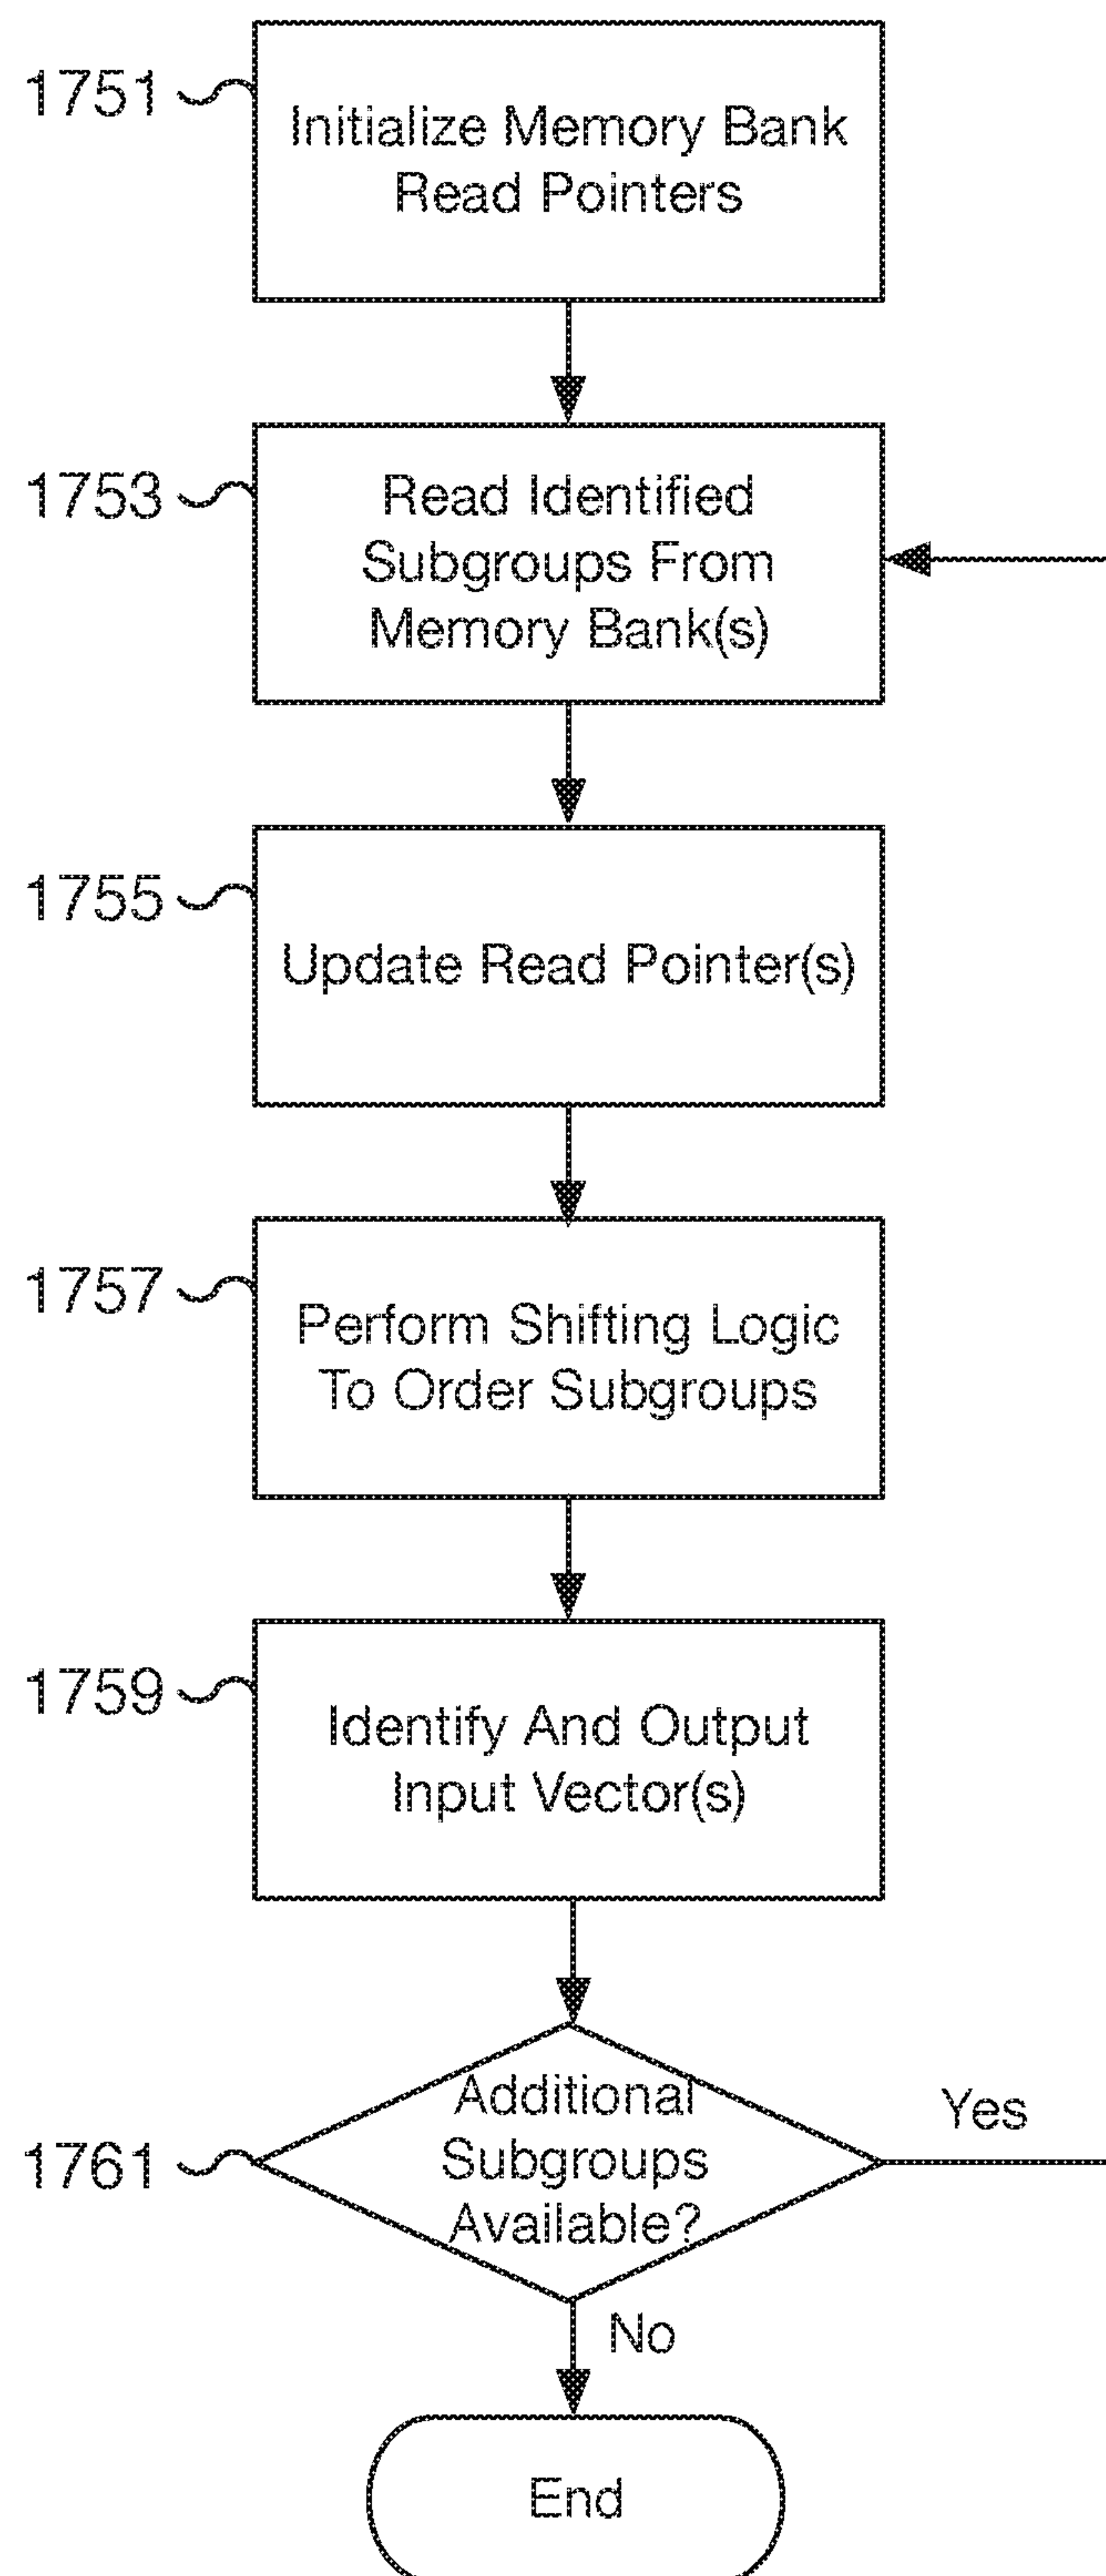 1751
Initialize Memory Bank
Read Pointers
1753
Read Identified
Subgroups From
Memory Bank(s)
1755
Update Read Pointer(s)
1757
Perform Shifting Logic
To Order Subgroups
1759
Identify And Output
Input Vector(s)
1761
Additional
Subgroups
Available?
Yes
No
End